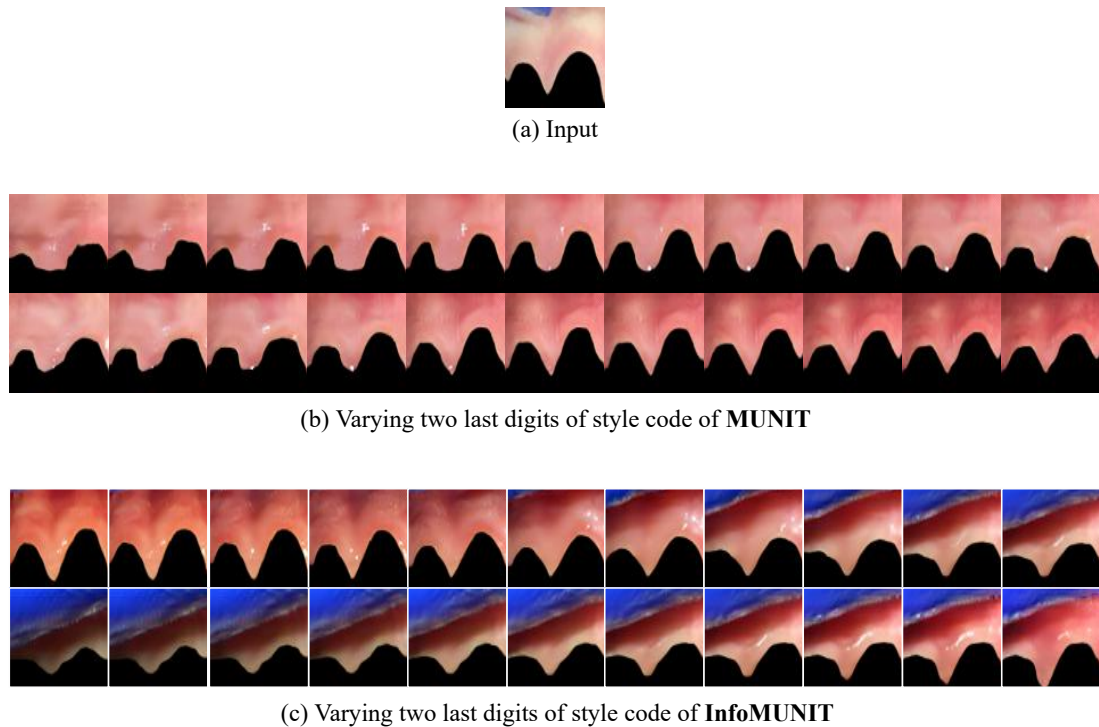 (a) Input
(b) Varying two last digits of style code of MUNIT
(c) Varying two last digits of style code of InfoMUNIT